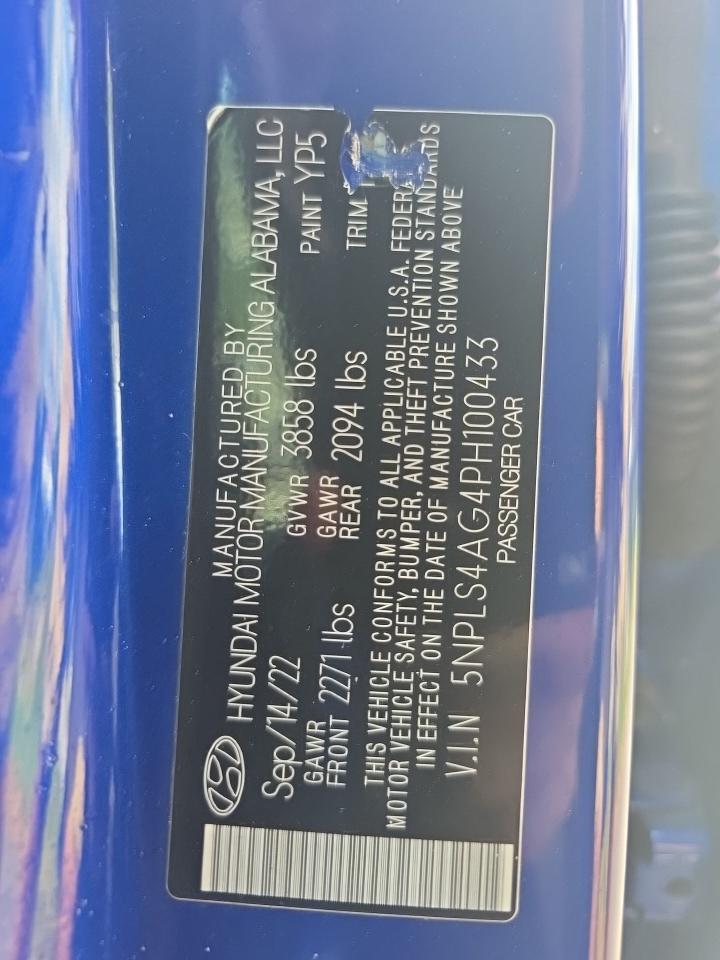 MANUFACTURED BY
HYUNDAI MOTOR MANUFACTURING ALABAMA, LLC
Sep/14/22 GVWR 3858 lbs PAINT YP5
GAWR FRONT 2271 lbs GAWR REAR 2094 lbs TRIM
THIS VEHICLE CONFORMS TO ALL APPLICABLE U.S.A. FEDERAL
MOTOR VEHICLE SAFETY, BUMPER, AND THEFT PREVENTION STANDARDS
IN EFFECT ON THE DATE OF MANUFACTURE SHOWN ABOVE
V.I.N 5NPLS4AG4PH100433
PASSENGER CAR